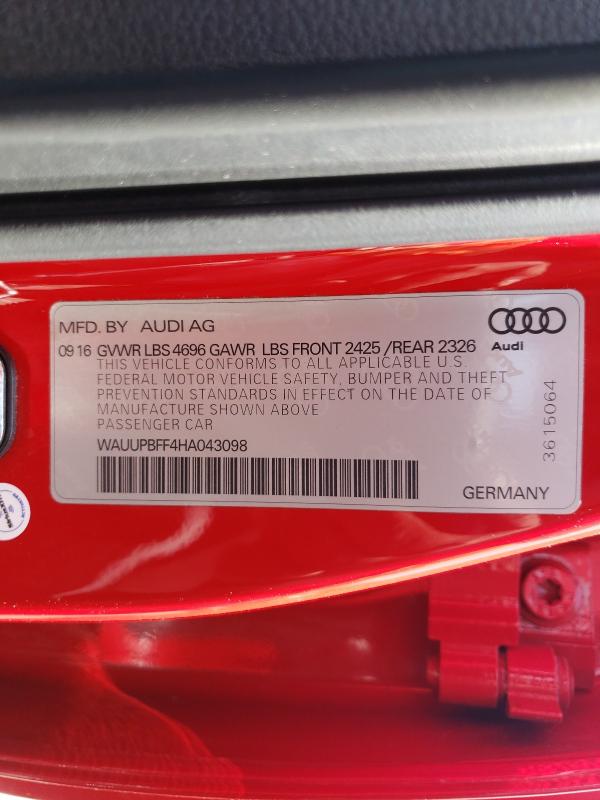 MFD. BY AUDI AG
Audi
09 16 GVWR LBS 4696 GAWR LBS FRONT 2425 /REAR 2326
THIS VEHICLE CONFORMS TO ALL APPLICABLE U.S.
FEDERAL MOTOR VEHICLE SAFETY, BUMPER AND THEFT
PREVENTION STANDARDS IN EFFECT ON THE DATE OF
MANUFACTURE SHOWN ABOVE
PASSENGER CAR
WAUUPBFF4HA043098
3615064
GERMANY